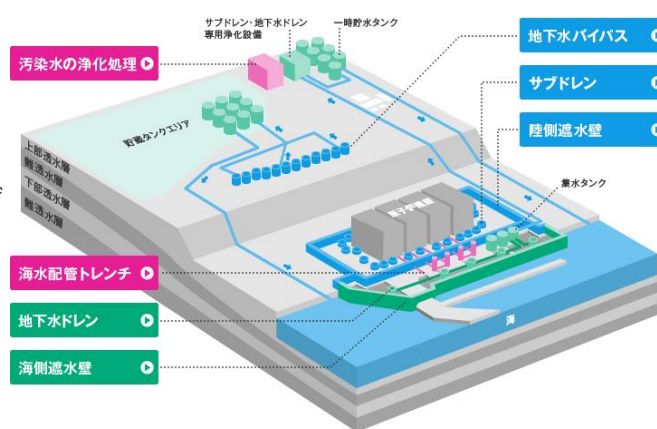 サブドレン・地下水ドレン
専用浄化設備
一時貯水タンク
地下水バイパス
汚染水の浄化処理
サブドレン
貯蔵タンクエリア
陸側遮水壁
上部透水層
難透水層
下部透水層
難透水層
集水タンク
原子炉建屋
海水配管トレンチ
地下水ドレン
海
海側遮水壁